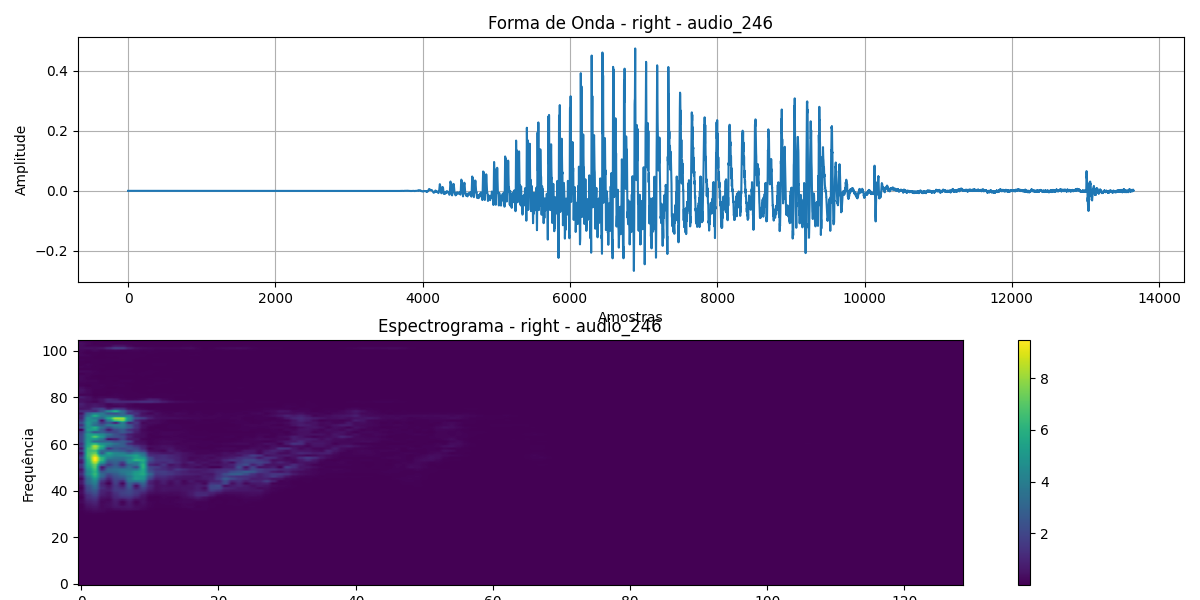 Forma de Onda - right - audio_246
Amplitude
0.4
0.2
0.0
−0.2
0 2000 4000 6000 8000 10000 12000 14000
Amostras
Espectrograma - right - audio_246
Frequência
100
80
60
40
20
0
0 20 40 60 80 100 120
8
6
4
2